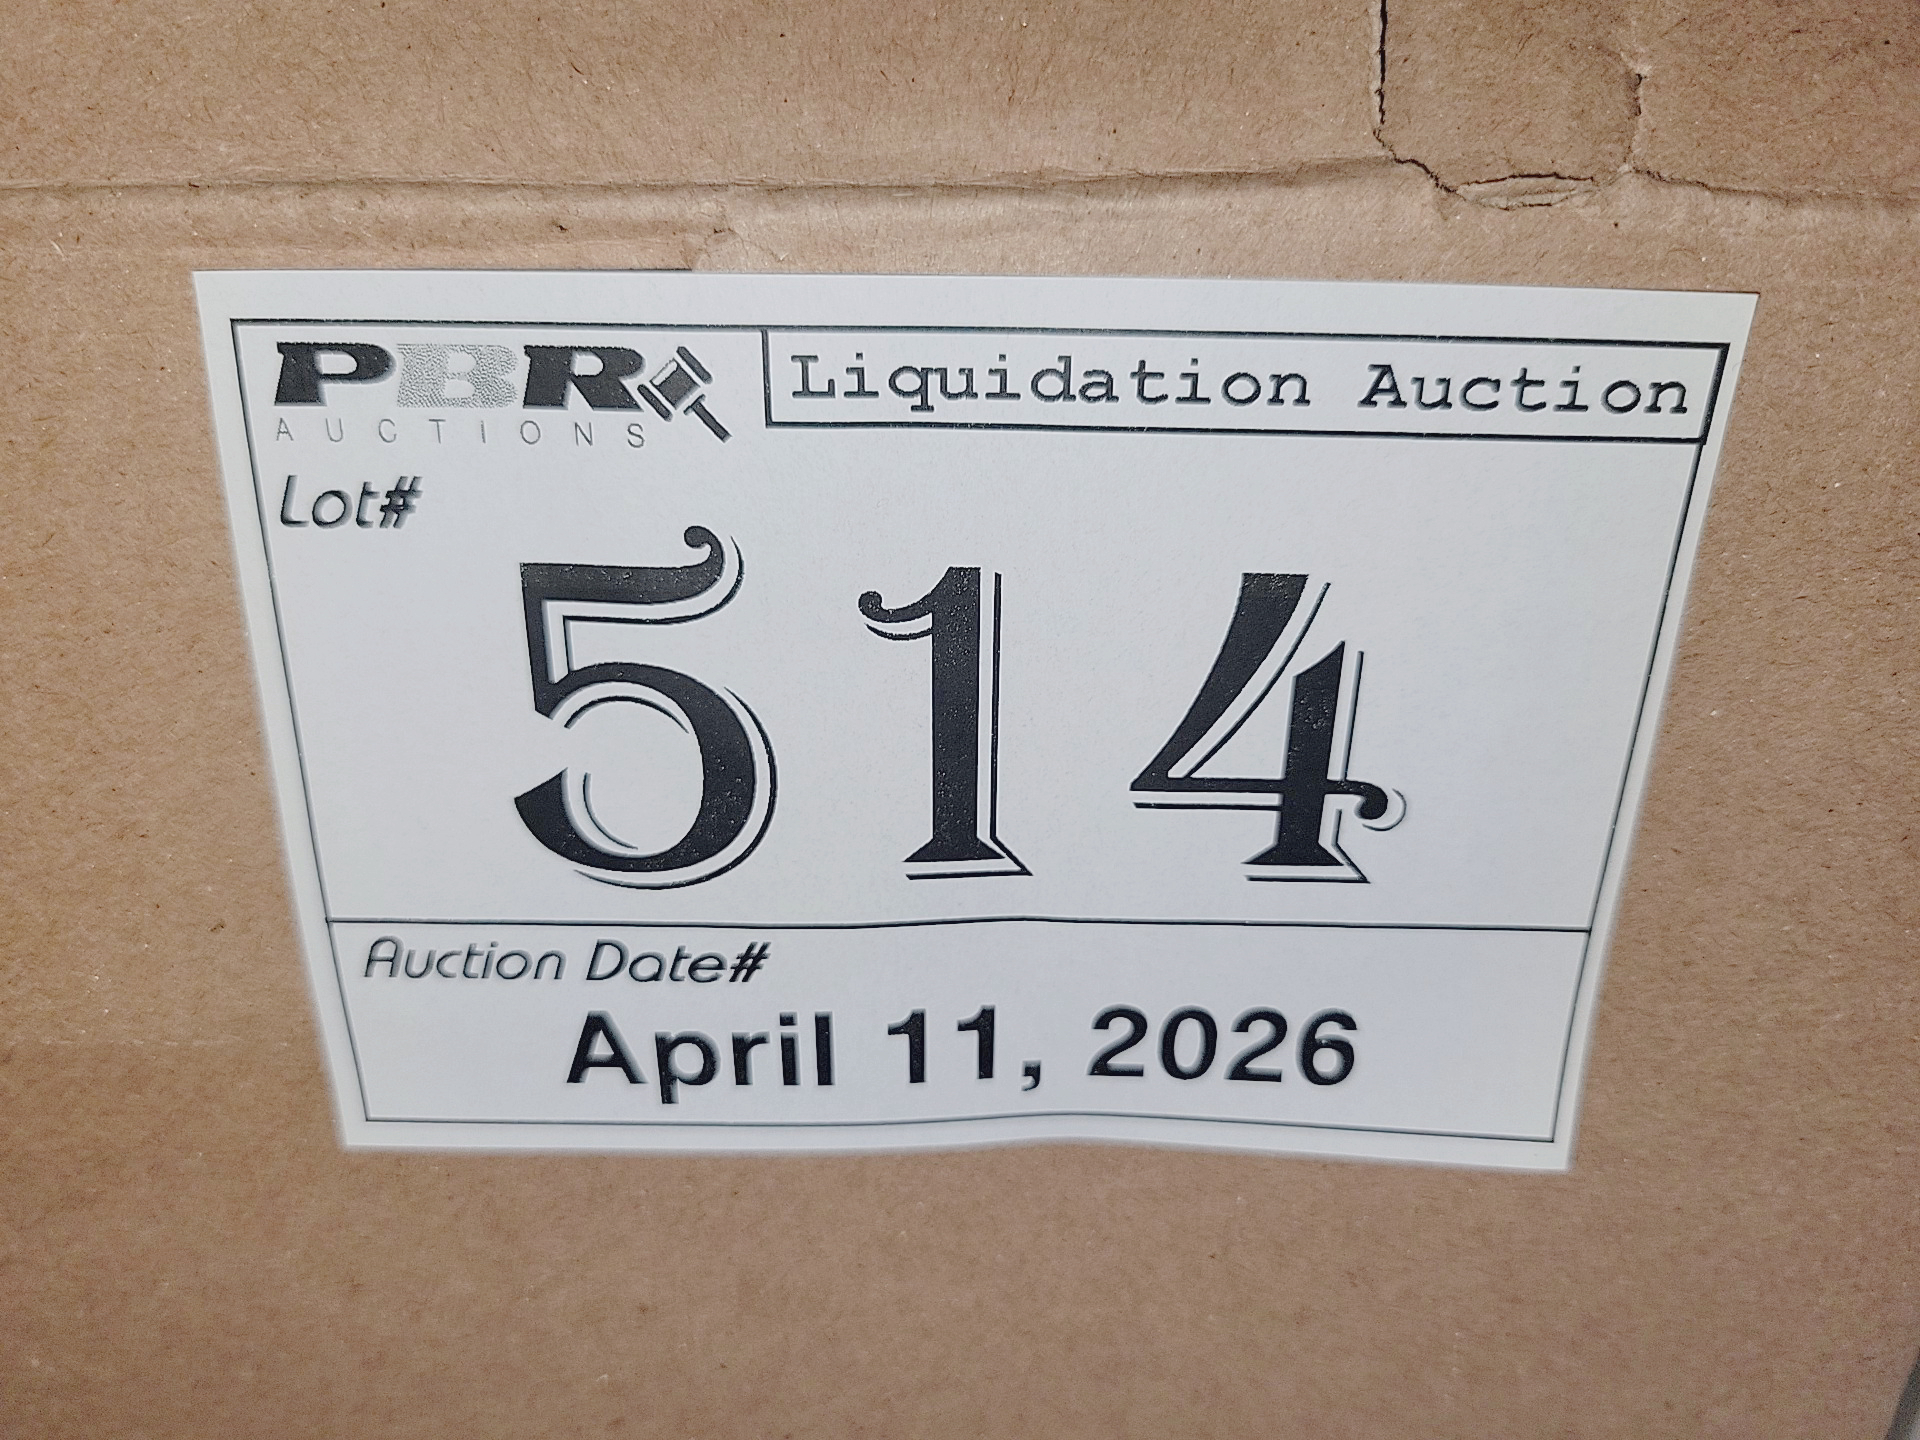 PBR
AUCTIONS
Liquidation Auction
Lot#
514
Auction Date#
April 11, 2026